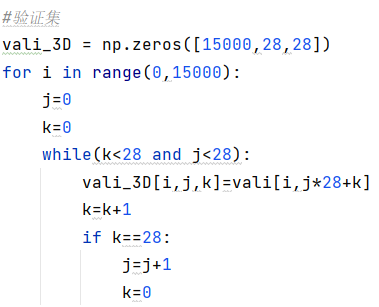 #验证集
vali_3D = np.zeros([15000,28,28])
for i in range(0,15000):
    j=0
    k=0
    while(k<28 and j<28):
        vali_3D[i,j,k]=vali[i,j*28+k]
        k=k+1
        if k==28:
            j=j+1
            k=0